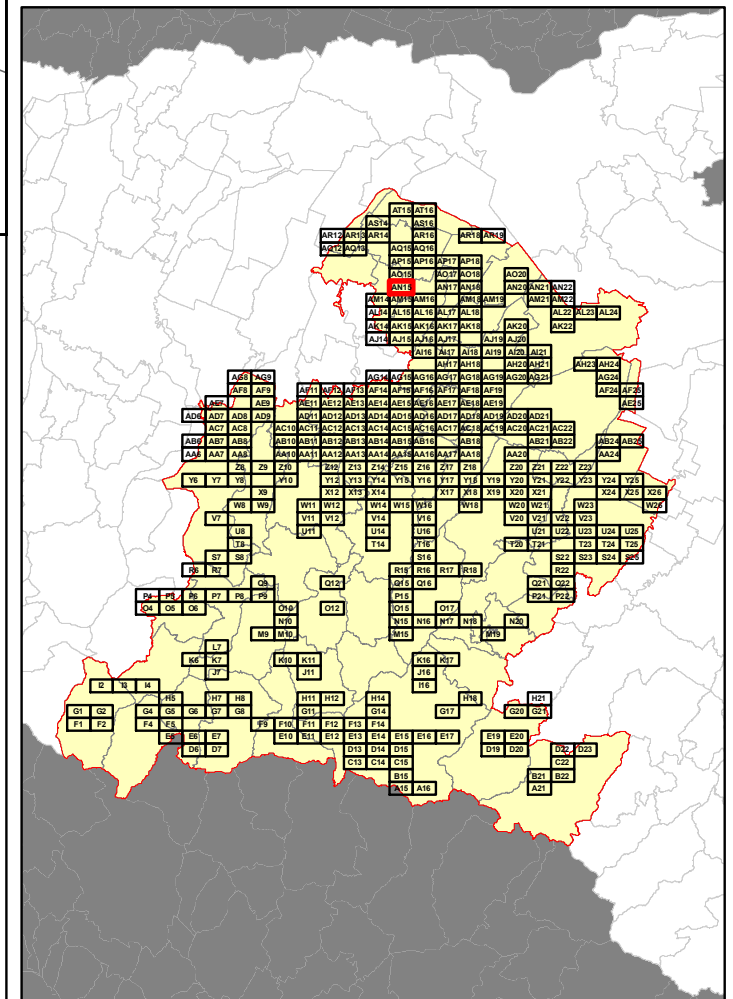 AT15 AT16
AS14 AS16
AR12 AR13 AR14 AR16 AR18 AR19
AQ12 AQ13 AQ15 AQ16
AP15 AP16 AP17 AP18
AO15 AO17 AO18 AO20
AN15 AN17 AN18 AN20 AN21 AN22
AM14 AM15 AM16 AM18 AM19 AM21 AM22
AL14 AL15 AL16 AL17 AL18 AL22 AL23 AL24
AK14 AK15 AK16 AK17 AK18 AK20 AK22
AJ14 AJ15 AJ16 AJ17 AJ19 AJ20
AI16 AI17 AI18 AI19 AI20 AI21
AH17 AH18 AH20 AH21 AH23 AH24
AG8 AG9 AG14 AG15 AG16 AG17 AG18 AG19 AG20 AG21 AG24
AF8 AF9 AF11 AF12 AF13 AF14 AF15 AF16 AF17 AF18 AF19 AF24 AF25
AE7 AE9 AE11 AE12 AE13 AE14 AE15 AE16 AE17 AE18 AE19 AE25
AD6 AD7 AD8 AD9 AD11 AD12 AD13 AD14 AD15 AD16 AD17 AD18 AD19 AD20 AD21
AC7 AC8 AC10 AC11 AC12 AC13 AC14 AC15 AC16 AC17 AC18 AC19 AC20 AC21 AC22
AB6 AB7 AB8 AB10 AB11 AB12 AB13 AB14 AB15 AB16 AB18 AB21 AB22 AB24 AB25
AA6 AA7 AA8 AA10 AA11 AA12 AA13 AA14 AA15 AA16 AA17 AA18 AA20 AA24
Z8 Z9 Z10 Z12 Z13 Z14 Z15 Z16 Z17 Z18 Z20 Z21 Z22 Z23
Y6 Y7 Y8 Y10 Y12 Y13 Y14 Y15 Y16 Y17 Y18 Y19 Y20 Y21 Y22 Y23 Y24 Y25
X9 X12 X13 X14 X17 X18 X19 X20 X21 X24 X25 X26
W8 W9 W11 W12 W14 W15 W16 W18 W20 W21 W23 W26
V7 V11 V12 V14 V16 V20 V21 V22 V23
U8 U11 U14 U16 U21 U22 U23 U24 U25
T8 T14 T16 T20 T21 T23 T24 T25
S7 S8 S16 S22 S23 S24 S25
R6 R7 R15 R16 R17 R18 R22
Q9 Q12 Q15 Q16 Q21 Q22
P4 P5 P6 P7 P8 P9 P15 P21 P22
O4 O5 O6 O10 O12 O15 O17
N10 N15 N16 N17 N18 N20
M9 M10 M15 M19
L7
K6 K7 K10 K11 K16 K17
J7 J11 J16
I2 I3 I4 I16
H5 H7 H8 H11 H12 H14 H18 H21
G1 G2 G4 G5 G6 G7 G8 G11 G14 G17 G20 G21
F1 F2 F4 F5 F9 F10 F11 F12 F13 F14
E5 E6 E7 E10 E11 E12 E13 E14 E15 E16 E17 E19 E20
D6 D7 D13 D14 D15 D19 D20 D22 D23
C13 C14 C15 C22
B15 B21 B22
A15 A16 A21